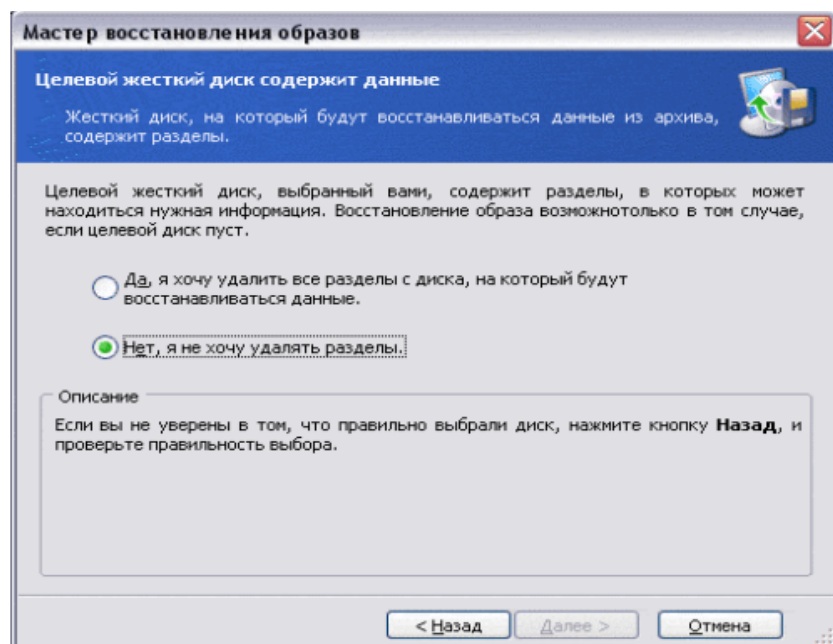 Мастер восстановления образов
Целевой жесткий диск содержит данные
Жесткий диск, на который будут восстанавливаться данные из архива,
содержит разделы.
Целевой жесткий диск, выбранный вами, содержит разделы, в которых может
находиться нужная информация. Восстановление образа возможнотолько в том случае,
если целевой диск пуст.
Да, я хочу удалить все разделы с диска, на который будут
восстанавливаться данные.
Нет, я не хочу удалять разделы.
Описание
Если вы не уверены в том, что правильно выбрали диск, нажмите кнопку Назад, и
проверьте правильность выбора.
< Назад Далее > Отмена